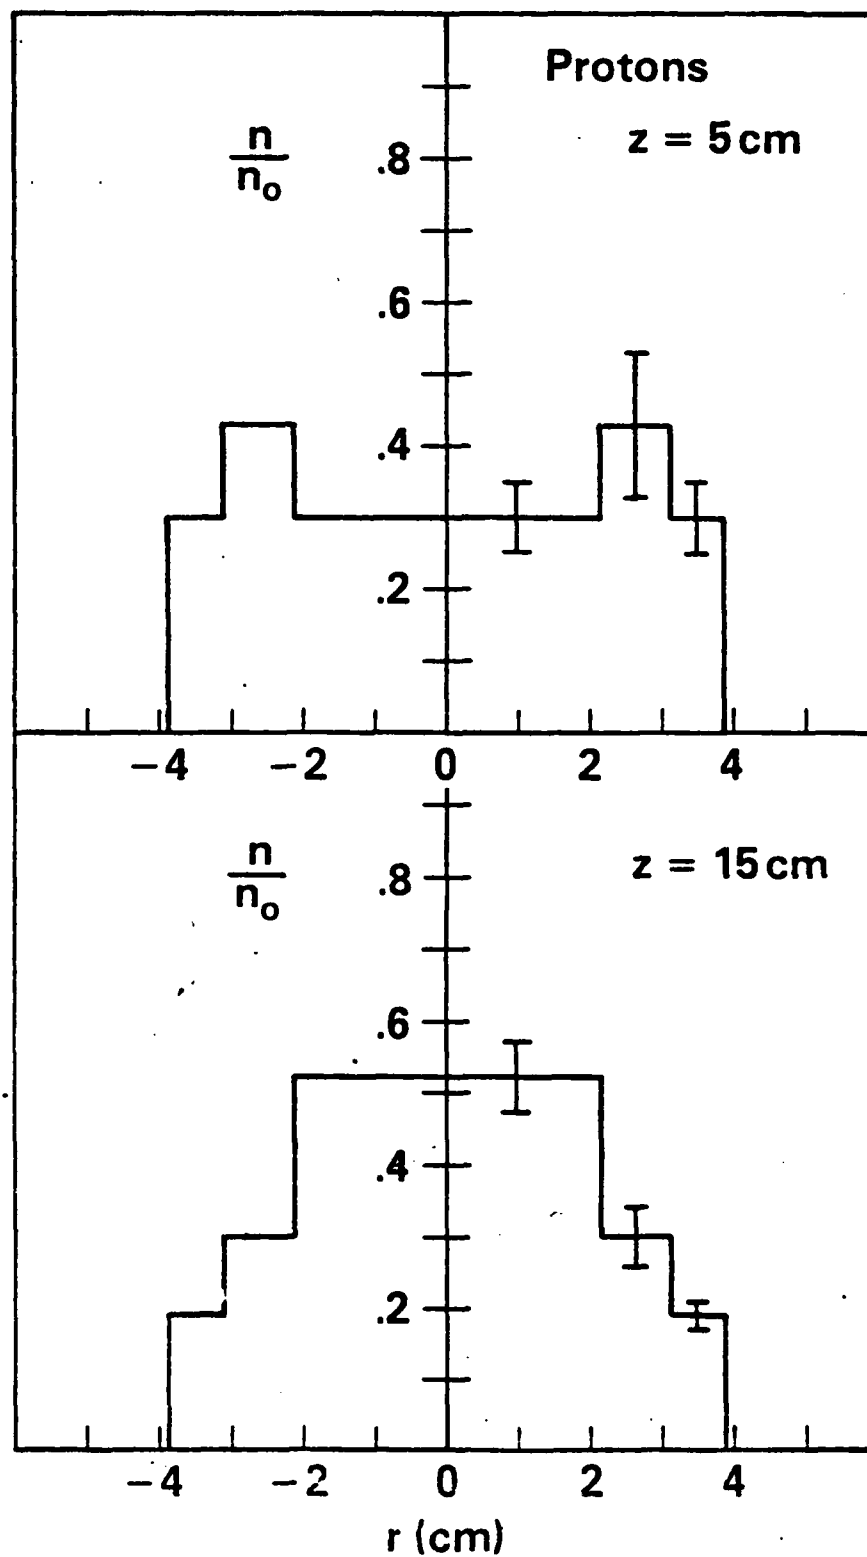 Protons
z = 5 cm
n
n₀
.8
.6
.4
.2
−4 −2 0 2 4
n
n₀
z = 15 cm
.8
.6
.4
.2
−4 −2 0 2 4
r (cm)